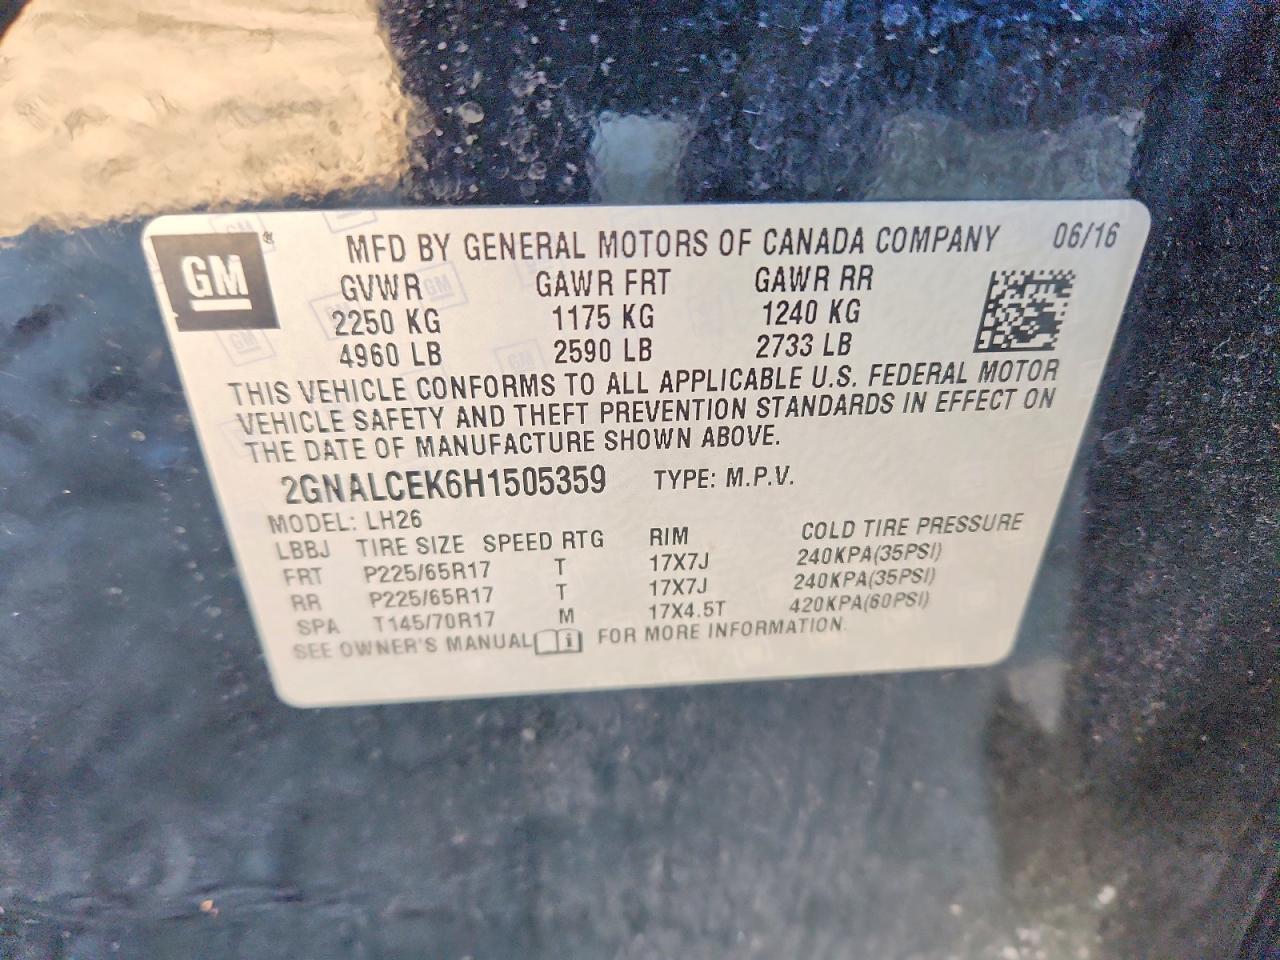 GM
MFD BY GENERAL MOTORS OF CANADA COMPANY 06/16
GVWR GAWR FRT GAWR RR
2250 KG 1175 KG 1240 KG
4960 LB 2590 LB 2733 LB
THIS VEHICLE CONFORMS TO ALL APPLICABLE U.S. FEDERAL MOTOR
VEHICLE SAFETY AND THEFT PREVENTION STANDARDS IN EFFECT ON
THE DATE OF MANUFACTURE SHOWN ABOVE.
2GNALCEK6H1505359 TYPE: M.P.V.
MODEL: LH26
LBBJ TIRE SIZE SPEED RTG RIM COLD TIRE PRESSURE
FRT P225/65R17 T 17X7J 240KPA(35PSI)
RR P225/65R17 T 17X7J 240KPA(35PSI)
SPA T145/70R17 M 17X4.5T 420KPA(60PSI)
SEE OWNER'S MANUAL FOR MORE INFORMATION.